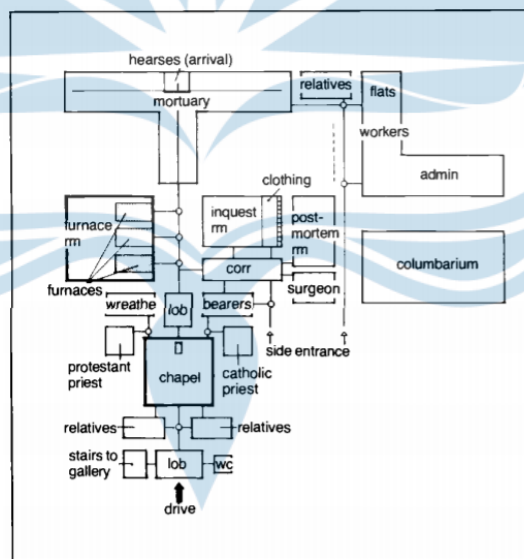 hearses (arrival)
relatives
flats
mortuary
workers
admin
clothing
furnace
rm
inquest
rm
post-
mortem
rm
columbarium
corr
furnaces
wreathe
lob
bearers
surgeon
side entrance
protestant
priest
chapel
catholic
priest
relatives
relatives
stairs to
gallery
lob
wc
drive